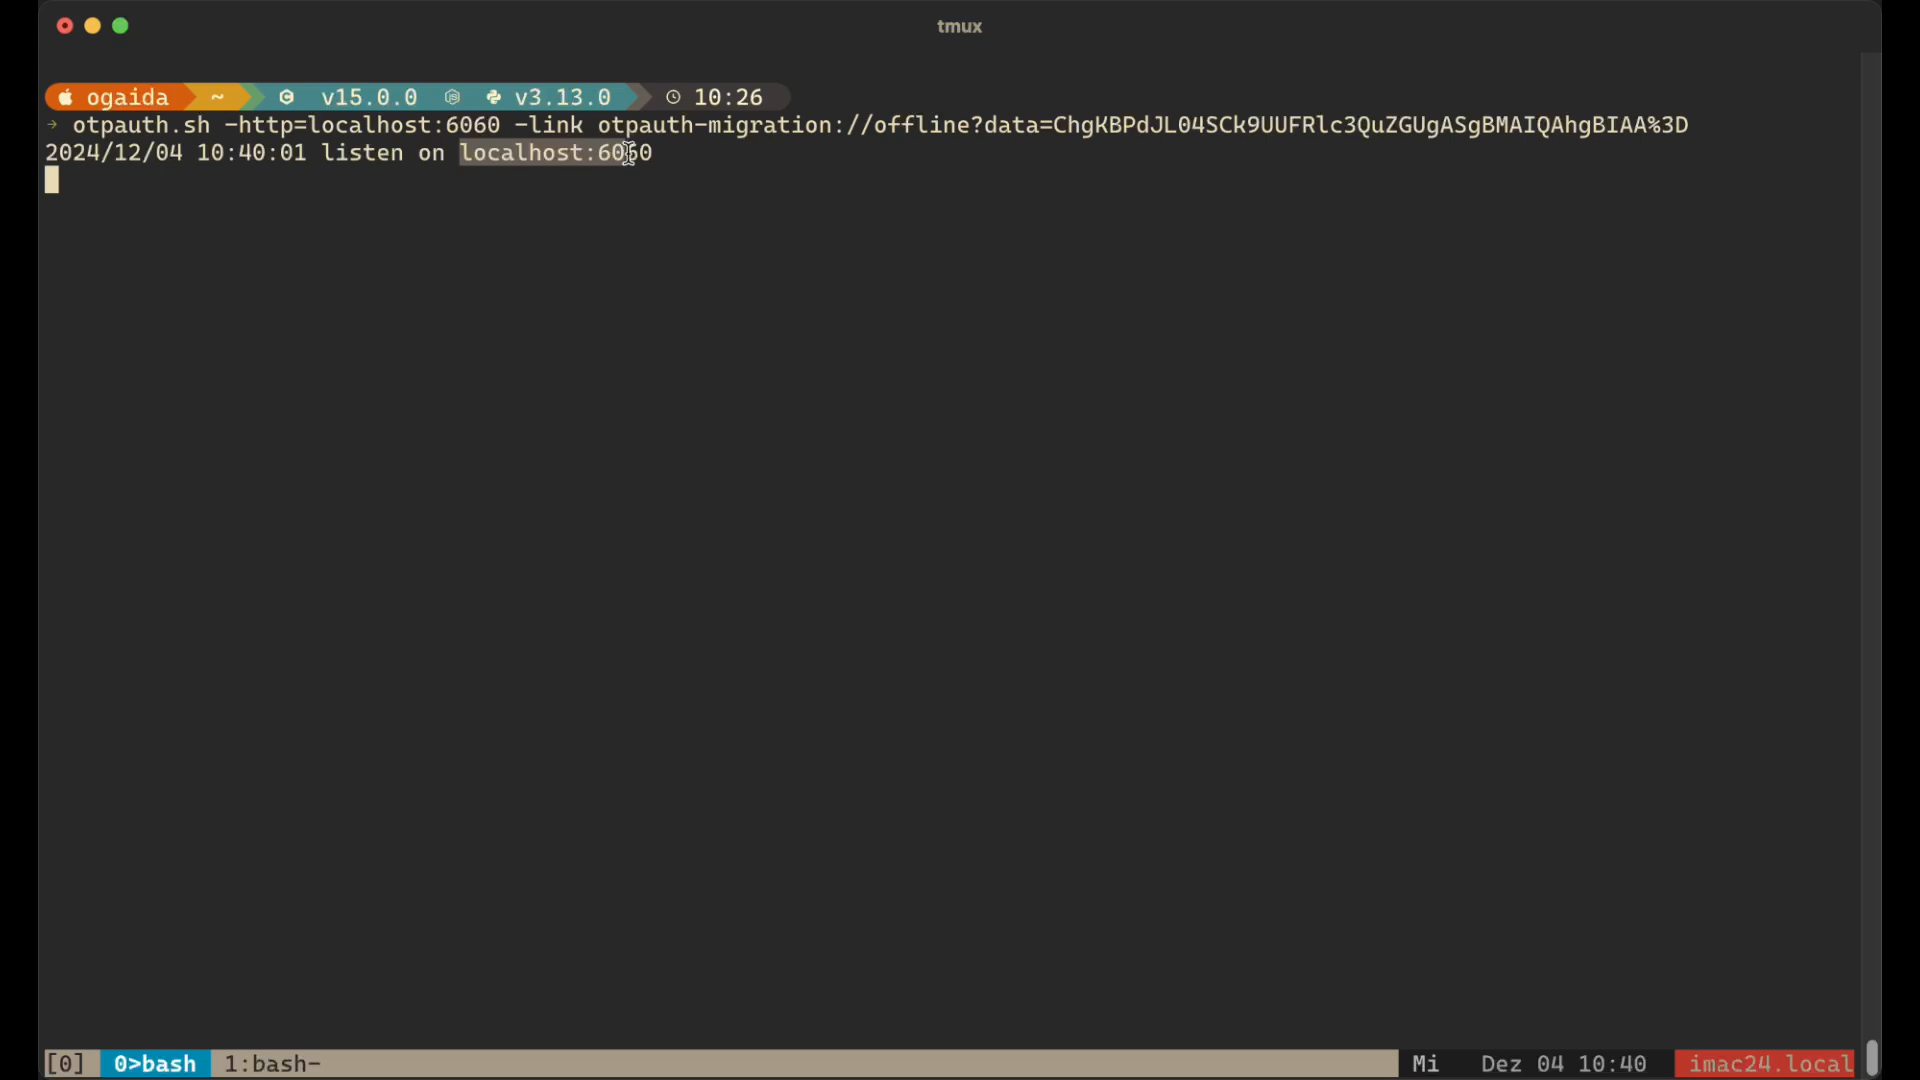 tmux
ogaida ~ v15.0.0 v3.13.0 10:26
→ otpauth.sh -http=localhost:6060 -link otpauth-migration://offline?data=ChgKBPdJL04SCk9UUFRlc3QuZGUgASgBMAIQAhgBIAA%3D
2024/12/04 10:40:01 listen on localhost:6060
[0] 0>bash 1:bash- Mi Dez 04 10:40 imac24.local